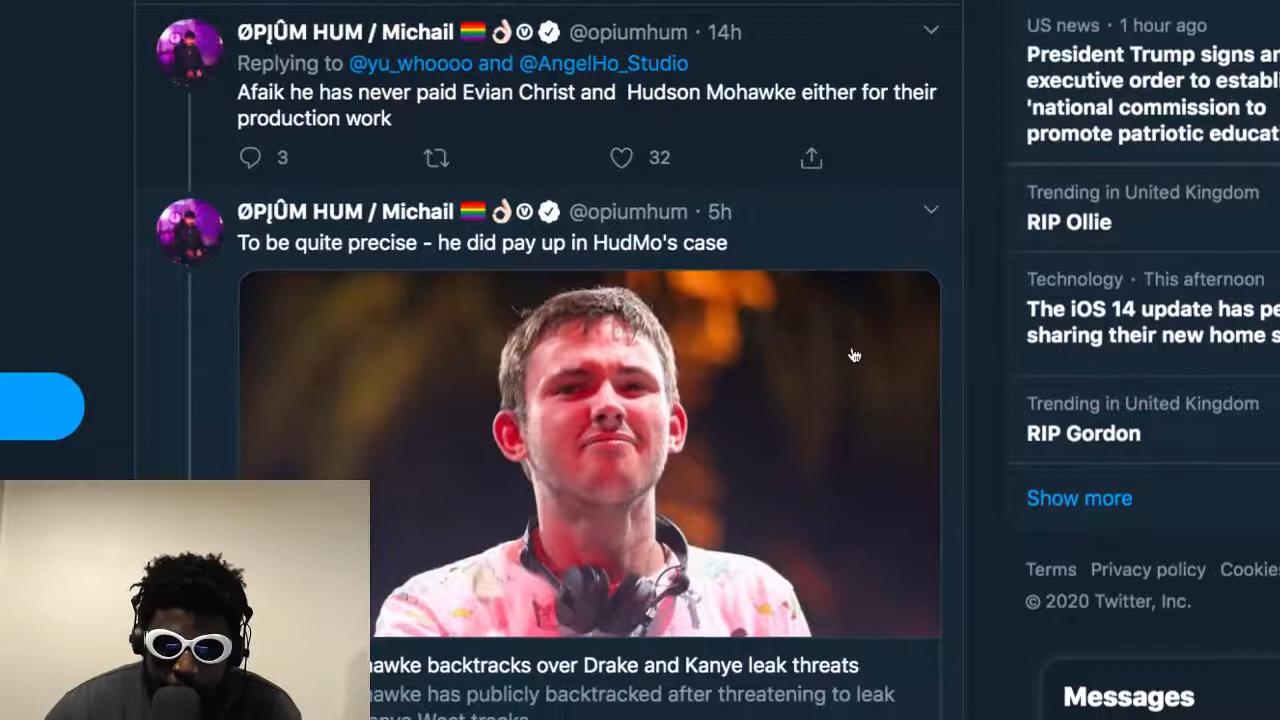 ØPĮÛM HUM / Michail 🏳️‍🌈👌🏻Ⓥ @opiumhum · 14h
Replying to @yu_whoooo and @AngelHo_Studio
Afaik he has never paid Evian Christ and Hudson Mohawke either for their
production work
3 32
ØPĮÛM HUM / Michail 🏳️‍🌈👌🏻Ⓥ @opiumhum · 5h
To be quite precise - he did pay up in HudMo's case
awke backtracks over Drake and Kanye leak threats
awke has publicly backtracked after threatening to leak
US news · 1 hour ago
President Trump signs an
executive order to establi
'national commission to
promote patriotic educat
Trending in United Kingdom
RIP Ollie
Technology · This afternoon
The iOS 14 update has pe
sharing their new home s
Trending in United Kingdom
RIP Gordon
Show more
Terms Privacy policy Cookie
© 2020 Twitter, Inc.
Messages